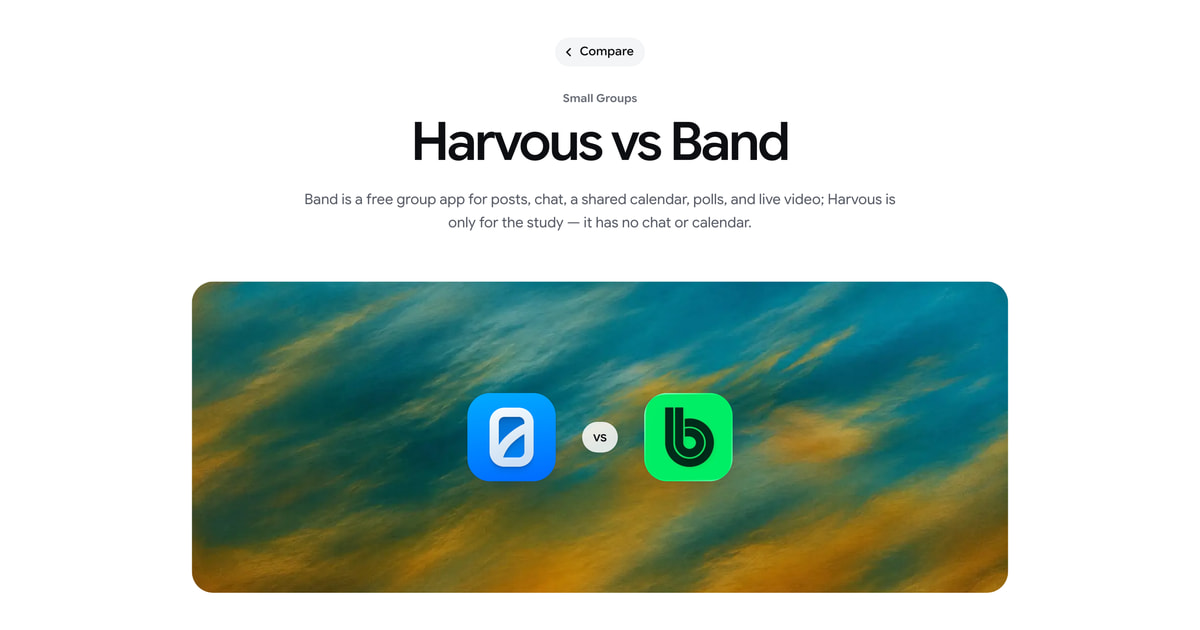 Compare
Small Groups
Harvous vs Band
Band is a free group app for posts, chat, a shared calendar, polls, and live video; Harvous is
only for the study — it has no chat or calendar.
vs